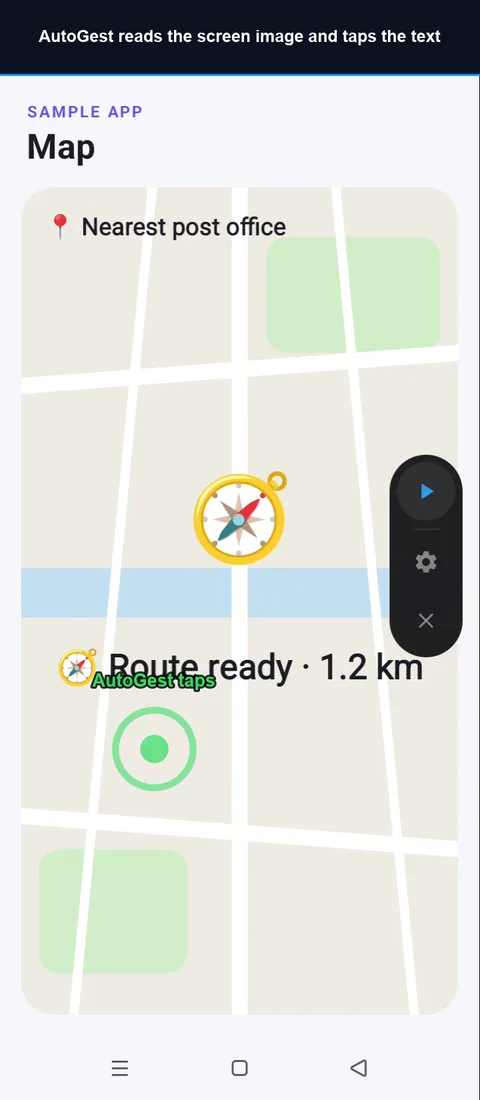 AutoGest reads the screen image and taps the text
SAMPLE APP
Map
Nearest post office
Route ready · 1.2 km
AutoGest taps